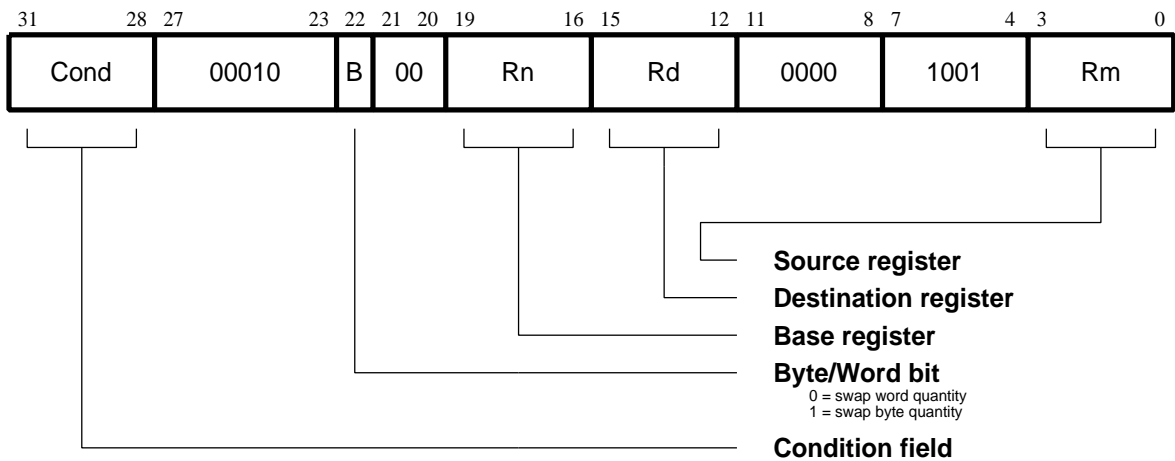 31 28 27 23 22 21 20 19 16 15 12 11 8 7 4 3 0
Cond 00010 B 00 Rn Rd 0000 1001 Rm
Source register
Destination register
Base register
Byte/Word bit
0 = swap word quantity
1 = swap byte quantity
Condition field